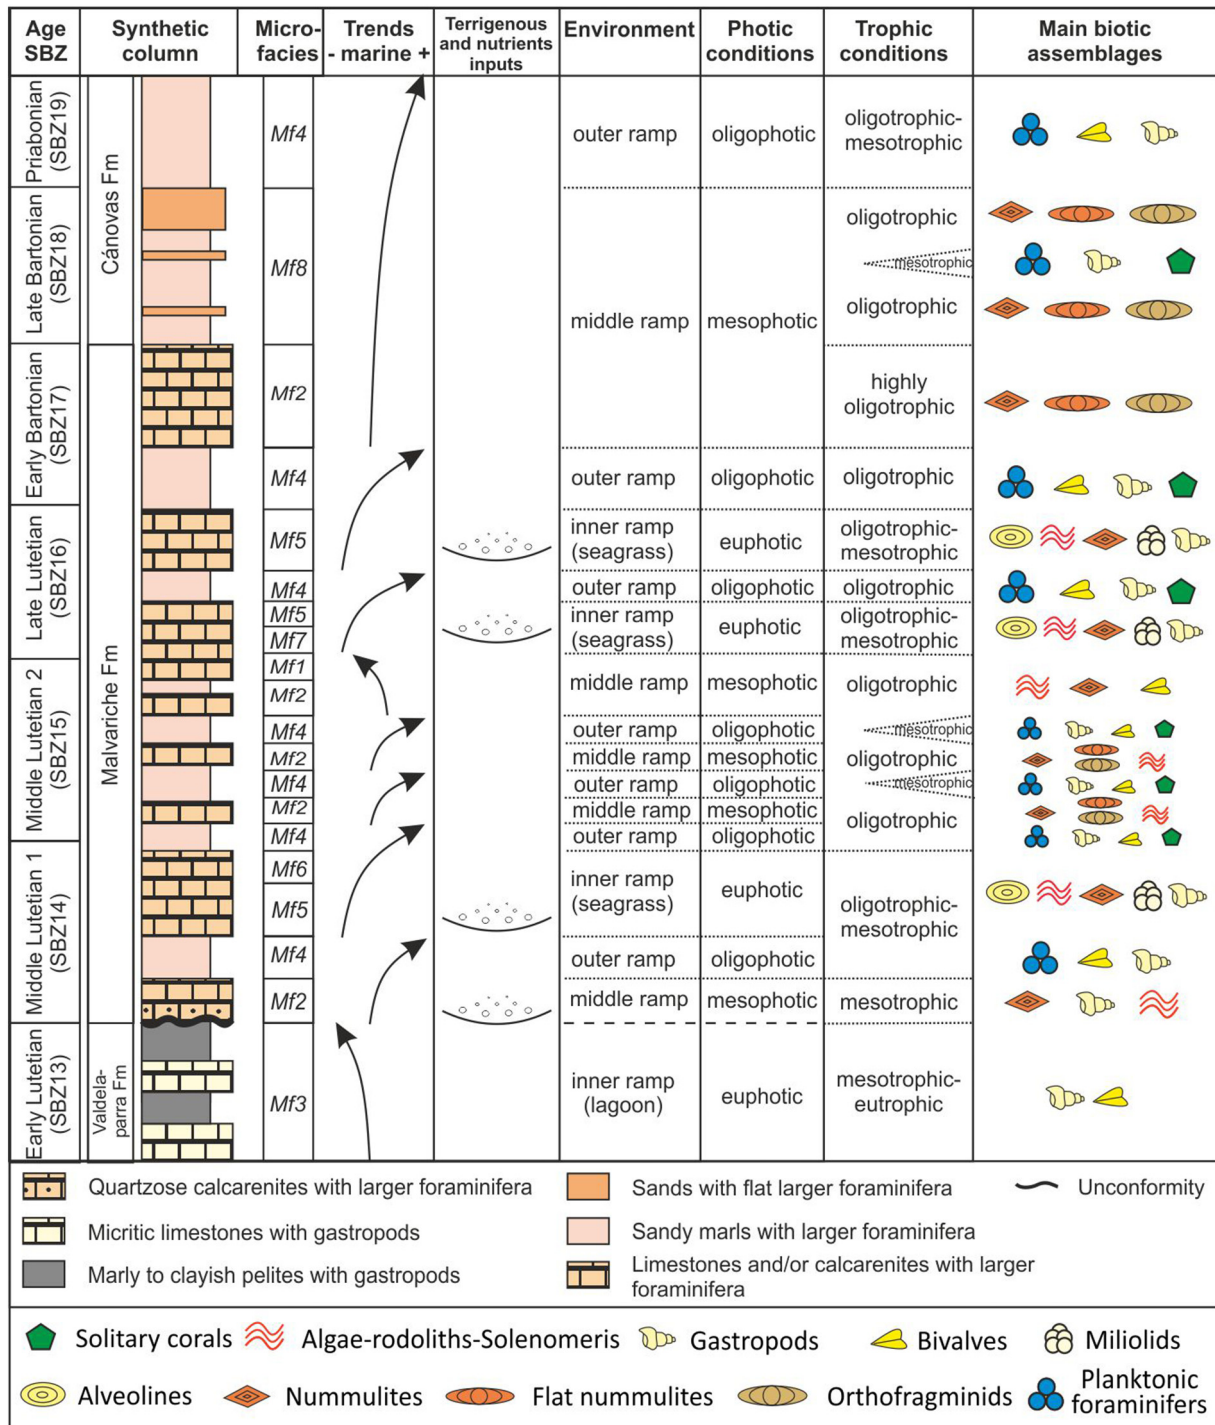 Age SBZ
Synthetic column
Micro-facies
Trends - marine +
Terrigenous and nutrients inputs
Environment
Photic conditions
Trophic conditions
Main biotic assemblages
Priabonian (SBZ19)
Late Bartonian (SBZ18)
Early Bartonian (SBZ17)
Late Lutetian (SBZ16)
Middle Lutetian 2 (SBZ15)
Middle Lutetian 1 (SBZ14)
Early Lutetian (SBZ13)
Cánovas Fm
Malvariche Fm
Valdela-parra Fm
Mf4
Mf8
Mf2
Mf4
Mf5
Mf4
Mf5
Mf7
Mf1
Mf2
Mf4
Mf2
Mf4
Mf2
Mf4
Mf6
Mf5
Mf4
Mf2
Mf3
outer ramp
middle ramp
outer ramp
inner ramp
(seagrass)
outer ramp
inner ramp
(seagrass)
middle ramp
outer ramp
middle ramp
outer ramp
middle ramp
outer ramp
inner ramp
(seagrass)
outer ramp
middle ramp
inner ramp
(lagoon)
oligophotic
mesophotic
oligophotic
euphotic
oligophotic
euphotic
mesophotic
oligophotic
mesophotic
oligophotic
mesophotic
oligophotic
euphotic
oligophotic
mesophotic
euphotic
oligotrophic-
mesotrophic
oligotrophic
mesotrophic
oligotrophic
highly
oligotrophic
oligotrophic
oligotrophic-
mesotrophic
oligotrophic
oligotrophic-
mesotrophic
oligotrophic
mesotrophic
oligotrophic
mesotrophic
oligotrophic
oligotrophic-
mesotrophic
mesotrophic
mesotrophic-
eutrophic
Quartzose calcarenites with larger foraminifera
Micritic limestones with gastropods
Marly to clayish pelites with gastropods
Sands with flat larger foraminifera
Sandy marls with larger foraminifera
Limestones and/or calcarenites with larger
foraminifera
Unconformity
Solitary corals
Algae-rodoliths-Solenomeris
Gastropods
Bivalves
Miliolids
Alveolines
Nummulites
Flat nummulites
Orthofragminids
Planktonic
foraminifers